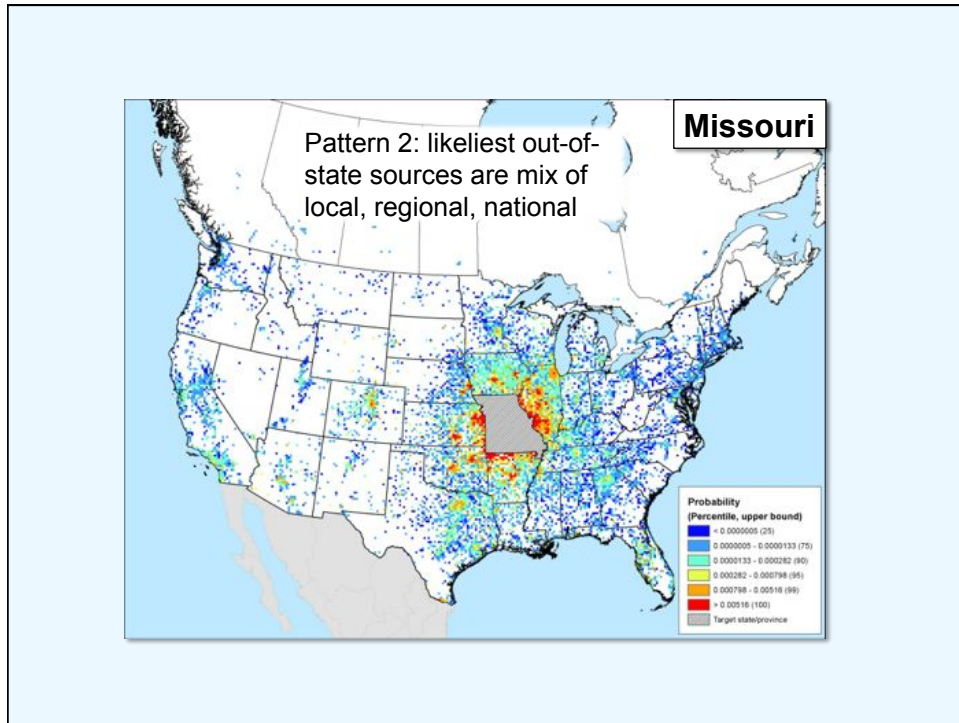 Missouri
Pattern 2: likeliest out-of-
state sources are mix of
local, regional, national
Probability
(Percentile, upper bound)
< 0.0000005 (25)
0.0000005 - 0.0000133 (75)
0.0000133 - 0.000282 (90)
0.000282 - 0.000798 (95)
0.000798 - 0.00516 (99)
> 0.00516 (100)
Target state/province